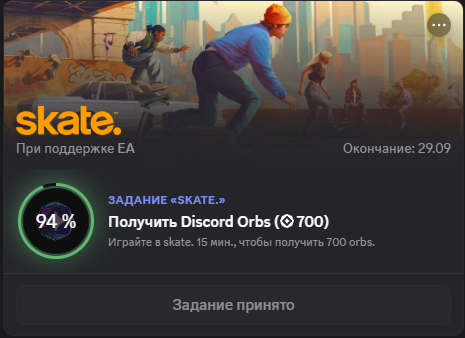 skate.
При поддержке EA
Окончание: 29.09
94 %
ЗАДАНИЕ «SKATE.»
Получить Discord Orbs (700)
Играйте в skate. 15 мин., чтобы получить 700 orbs.
Задание принято